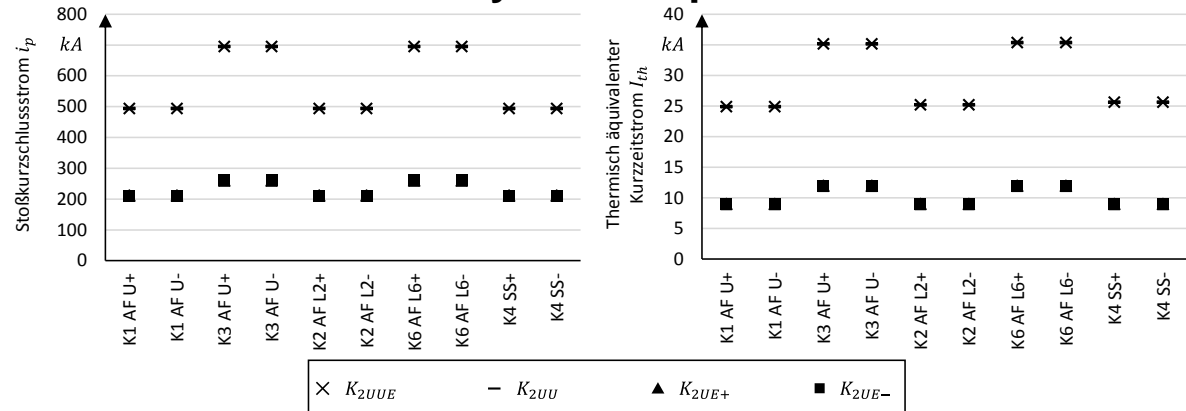 Stoßkurzschlussstrom i_p
800
kA
600
500
400
300
200
100
0
K1 AF U+
K1 AF U-
K3 AF U+
K3 AF U-
K2 AF L2+
K2 AF L2-
K6 AF L6+
K6 AF L6-
K4 SS+
K4 SS-
Thermisch äquivalenter
Kurzzeitstrom I_th
40
kA
30
25
20
15
10
5
0
K1 AF U+
K1 AF U-
K3 AF U+
K3 AF U-
K2 AF L2+
K2 AF L2-
K6 AF L6+
K6 AF L6-
K4 SS+
K4 SS-
K_2UUE
K_2UU
K_2UE+
K_2UE−